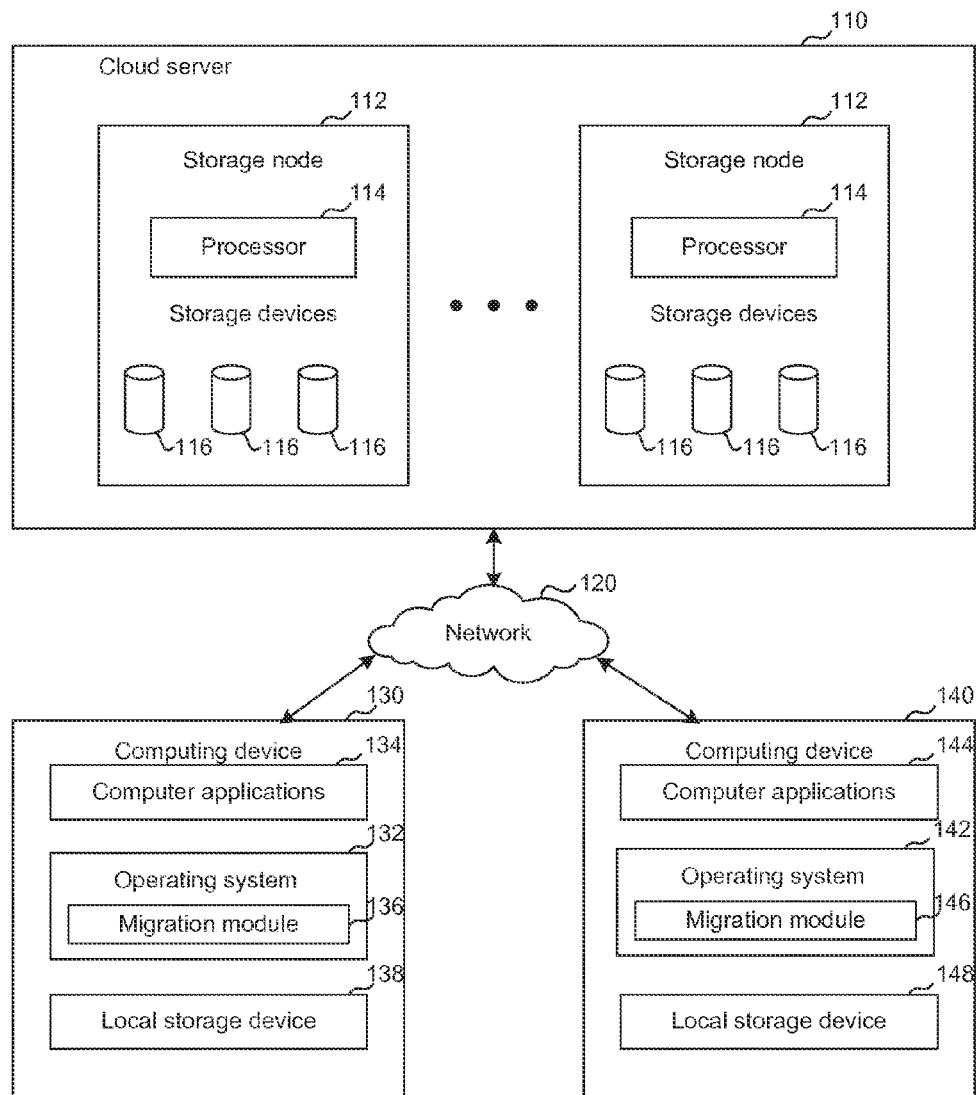 110
Cloud server
112 112
Storage node Storage node
114 114
Processor Processor
Storage devices Storage devices
116 116 116 116 116 116
120
Network
130 140
Computing device Computing device
134 144
Computer applications Computer applications
132 142
Operating system Operating system
136 146
Migration module Migration module
138 148
Local storage device Local storage device